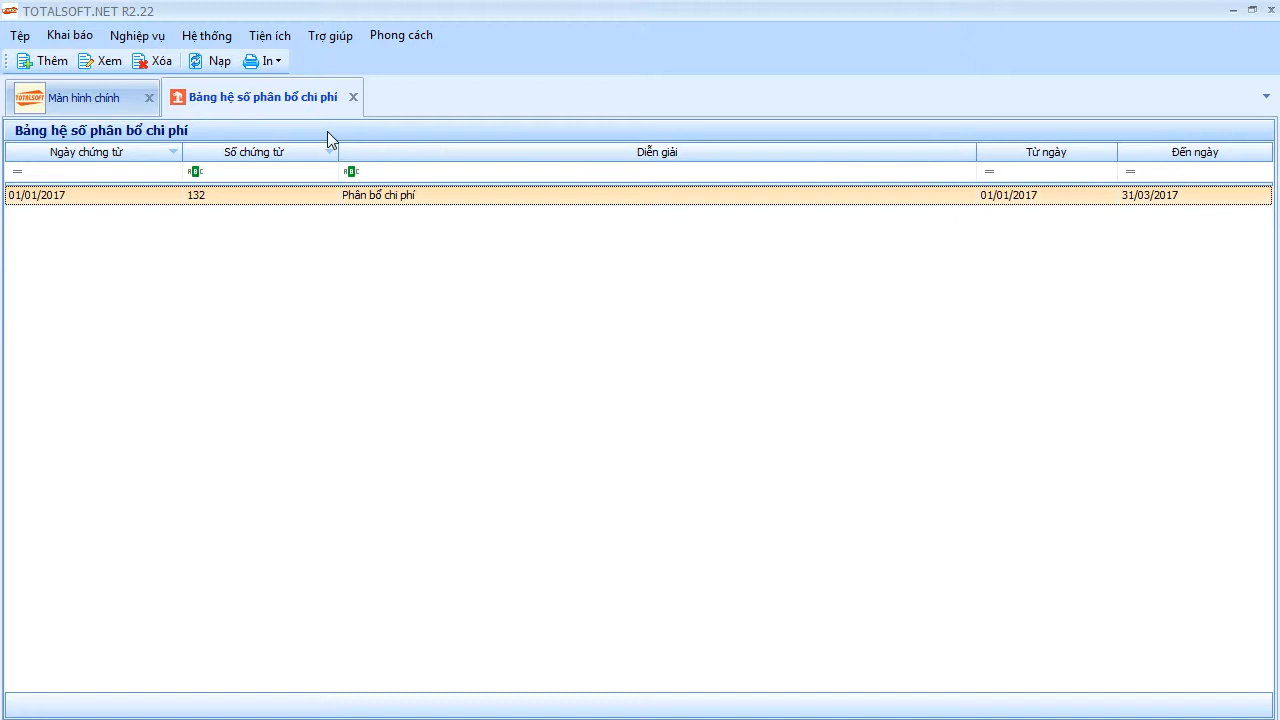 TOTALSOFT.NET R2.22
Tệp Khai báo Nghiệp vụ Hệ thống Tiện ích Trợ giúp Phong cách
Thêm Xem Xóa Nạp In
TOTALSOFT Màn hình chính Bảng hệ số phân bổ chi phí
Bảng hệ số phân bổ chi phí
Ngày chứng từ Số chứng từ Diễn giải Từ ngày Đến ngày
= ABC ABC = =
01/01/2017 132 Phân bổ chi phí 01/01/2017 31/03/2017